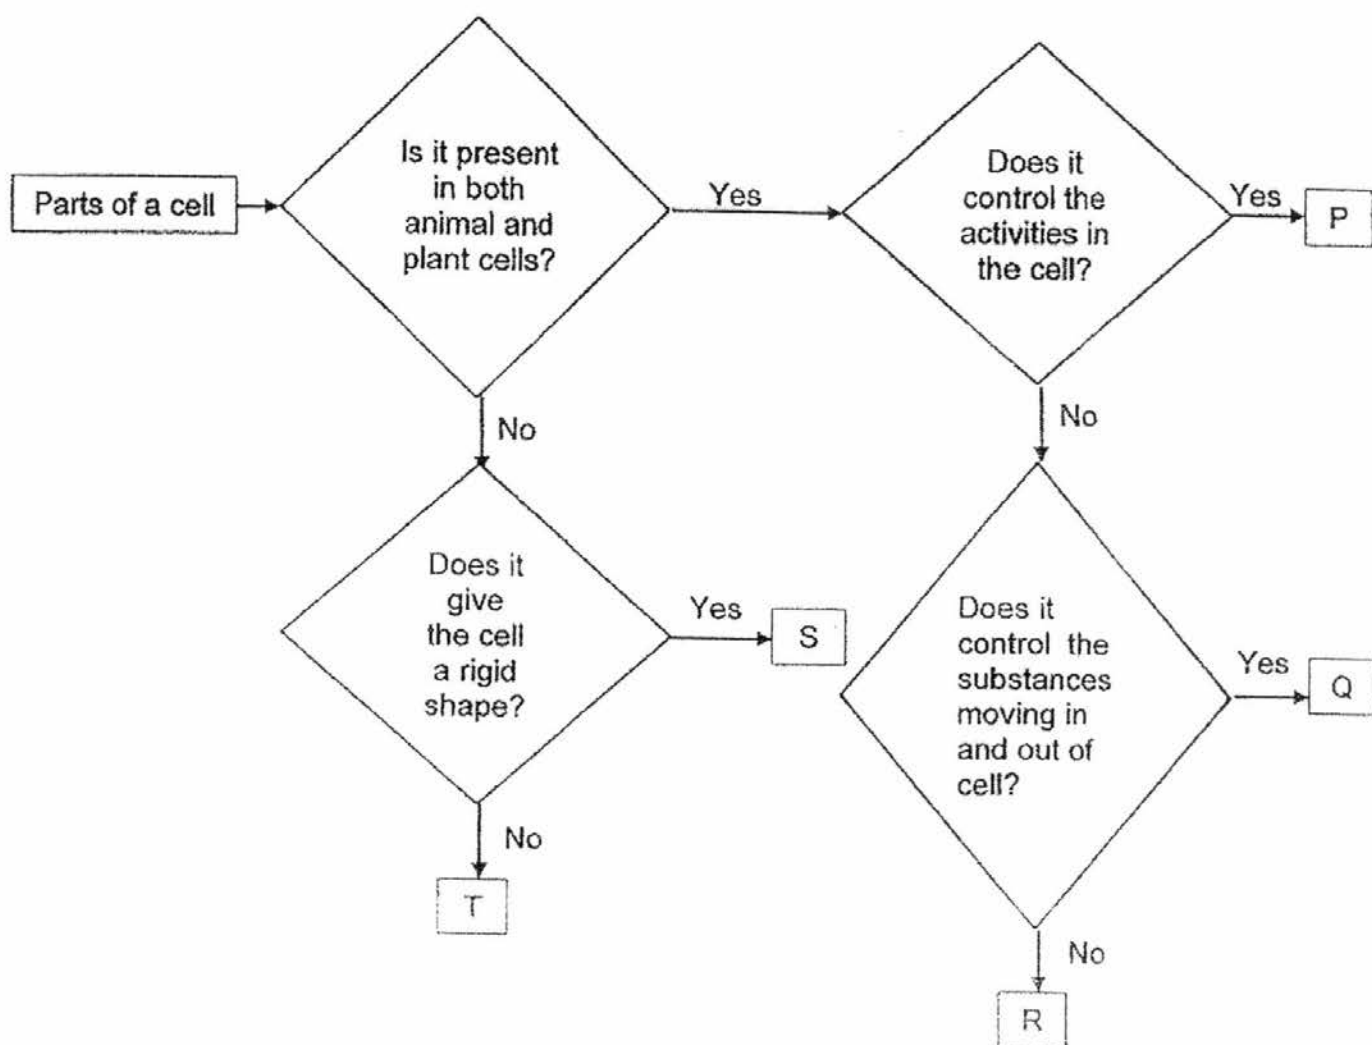 Parts of a cell
Is it present
in both
animal and
plant cells?
Yes
Does it
control the
activities in
the cell?
Yes
P
No
No
Does it
give
the cell
a rigid
shape?
Yes
S
Does it
control the
substances
moving in
and out of
cell?
Yes
Q
No
T
No
R